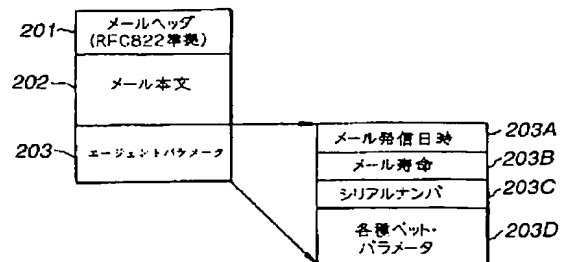 201
メールヘッダ
(RFC822準拠)
202
メール本文
203
エージェントパラメータ
メール発信日時
203A
メール寿命
203B
シリアルナンバ
203C
各種ペット・
パラメータ
203D